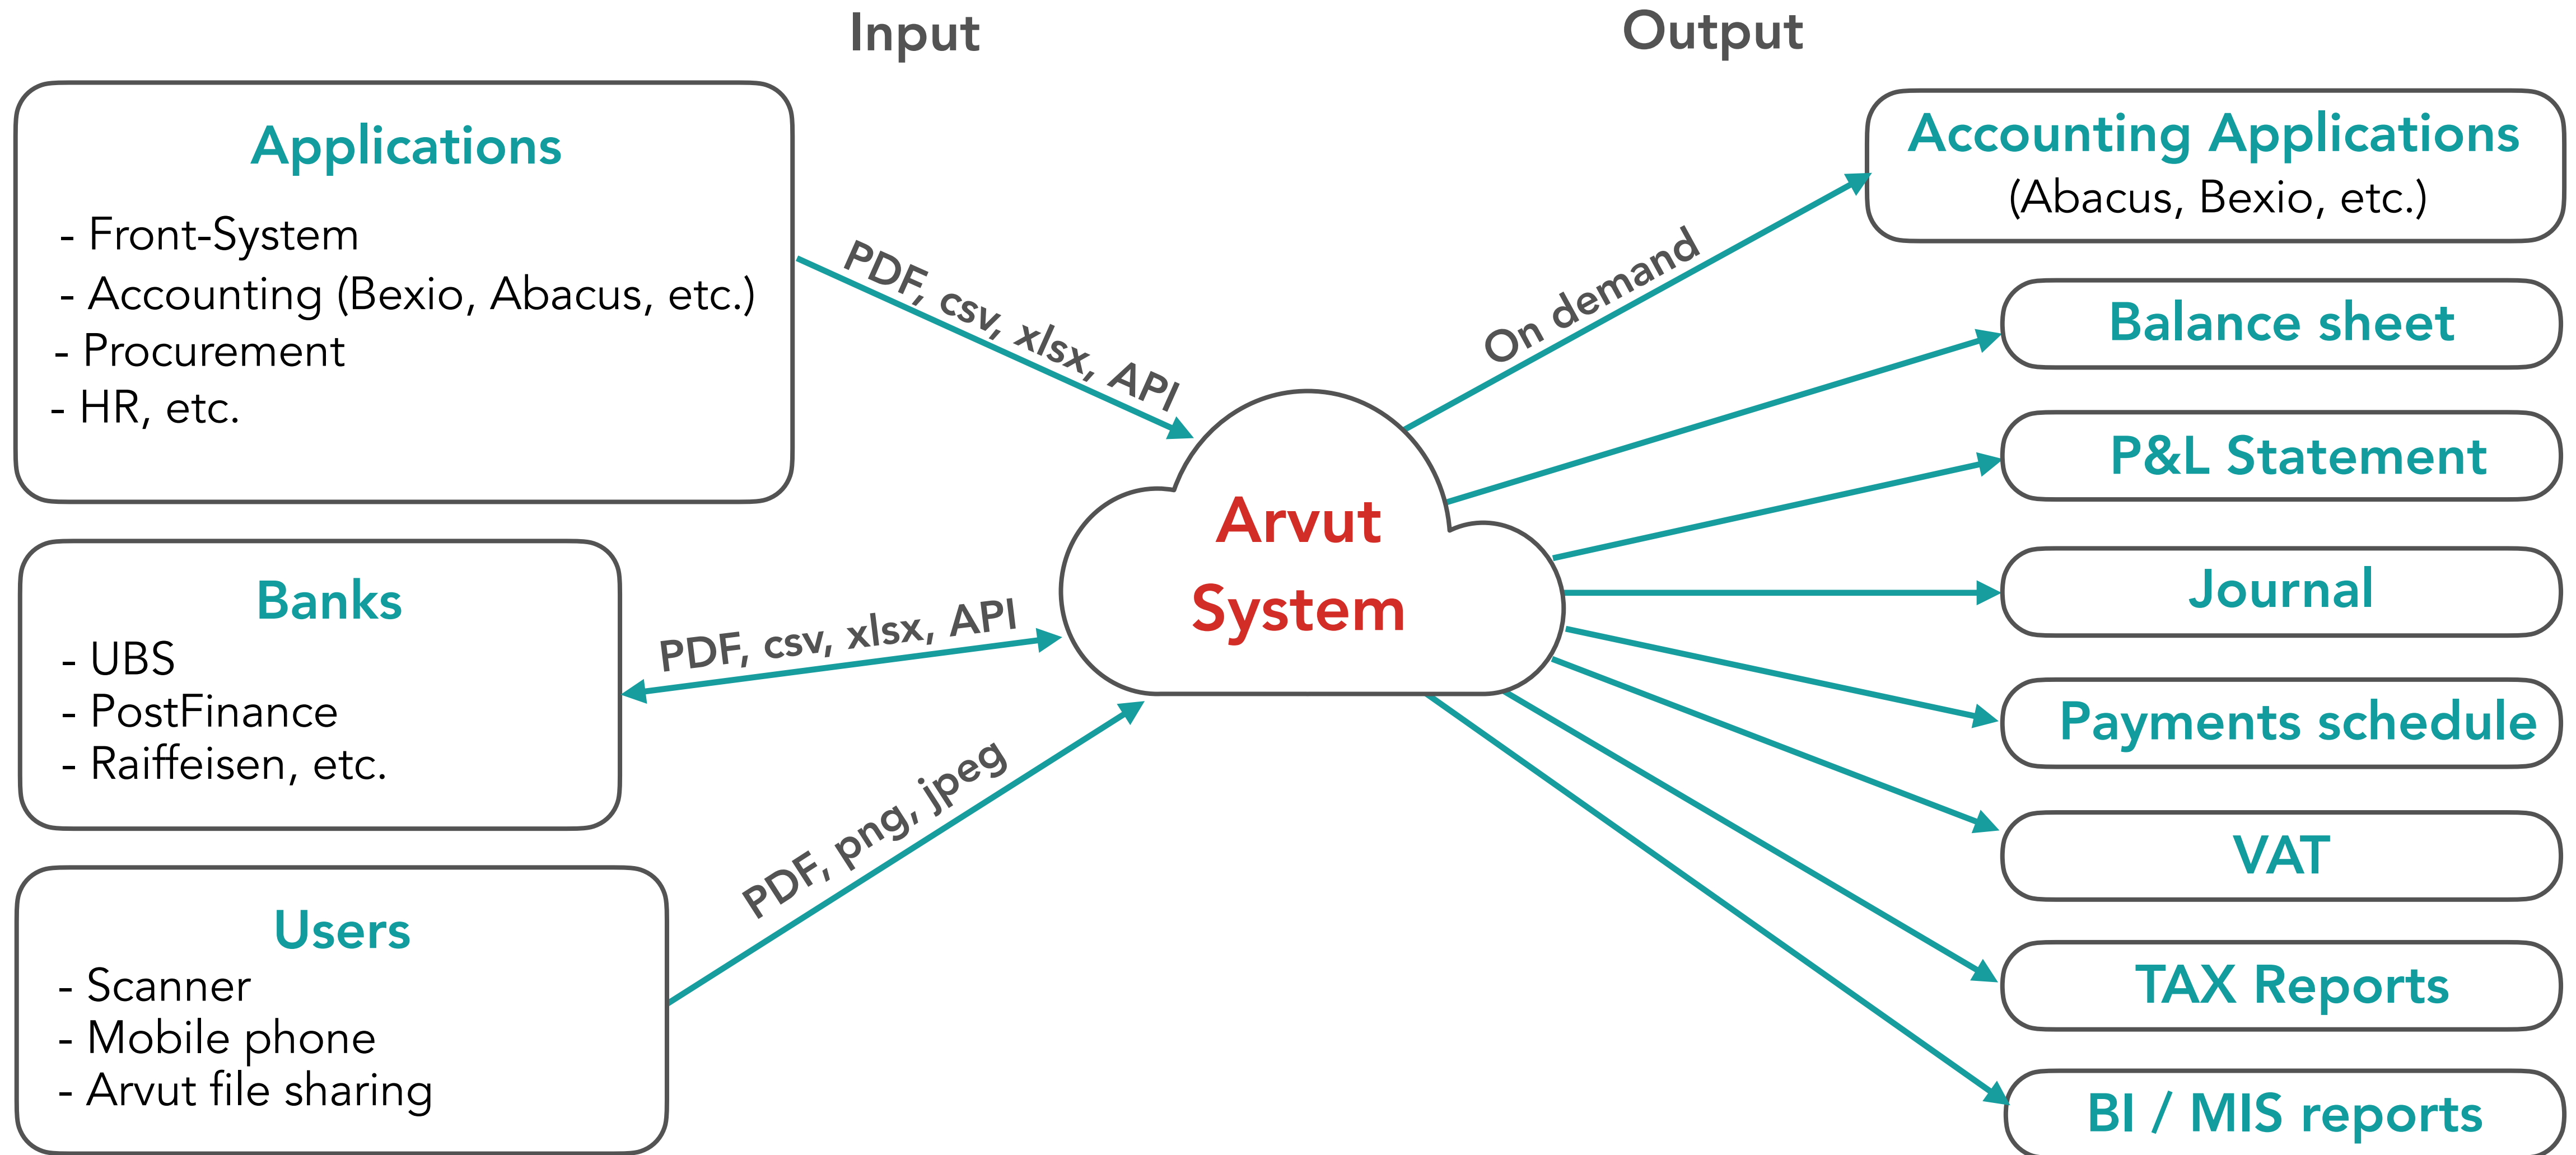 Input
Output
Applications
- Front-System
- Accounting (Bexio, Abacus, etc.)
- Procurement
- HR, etc.
PDF, csv, xlsx, API
Banks
- UBS
- PostFinance
- Raiffeisen, etc.
PDF, csv, xlsx, API
Users
- Scanner
- Mobile phone
- Arvut file sharing
PDF, png, jpeg
Arvut
System
On demand
Accounting Applications
(Abacus, Bexio, etc.)
Balance sheet
P&L Statement
Journal
Payments schedule
VAT
TAX Reports
BI / MIS reports